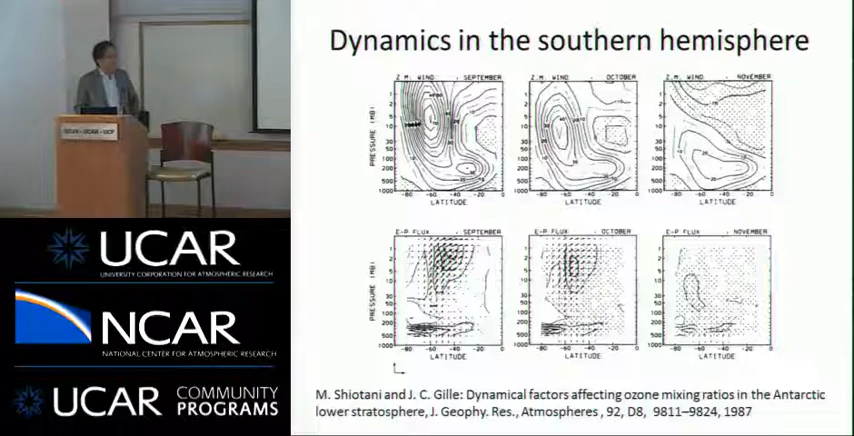 Dynamics in the southern hemisphere
Z.M. WIND . SEPTEMBER
Z.M. WIND . OCTOBER
Z.M. WIND . NOVEMBER
PRESSURE (MB)
LATITUDE
LATITUDE
LATITUDE
E-P FLUX . SEPTEMBER
E-P FLUX . OCTOBER
E-P FLUX . NOVEMBER
PRESSURE (MB)
LATITUDE
LATITUDE
LATITUDE
M. Shiotani and J. C. Gille: Dynamical factors affecting ozone mixing ratios in the Antarctic
lower stratosphere, J. Geophy. Res., Atmospheres , 92, D8, 9811–9824, 1987
UCAR
UNIVERSITY CORPORATION FOR ATMOSPHERIC RESEARCH
NCAR
NATIONAL CENTER FOR ATMOSPHERIC RESEARCH
UCAR COMMUNITY
PROGRAMS